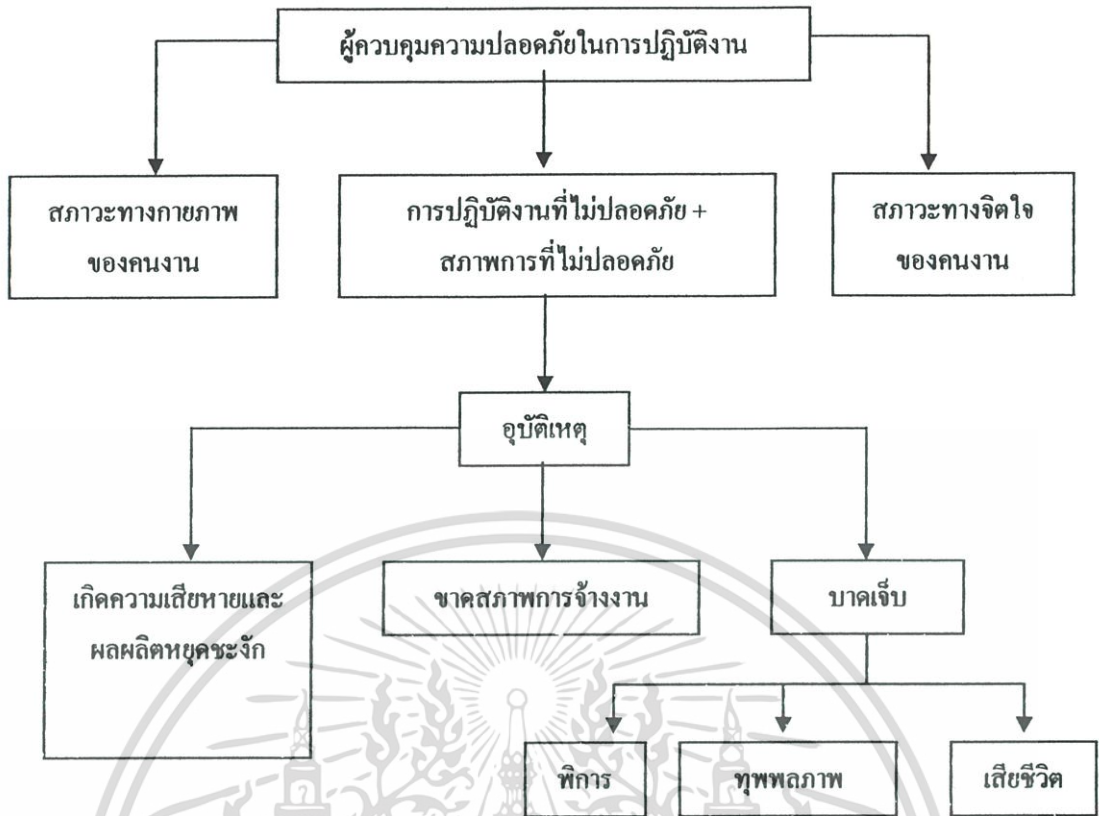 ผู้ควบคุมความปลอดภัยในการปฏิบัติงาน
สภาวะทางกายภาพ
ของคนงาน
การปฏิบัติงานที่ไม่ปลอดภัย +
สภาพการที่ไม่ปลอดภัย
สภาวะทางจิตใจ
ของคนงาน
อุบัติเหตุ
เกิดความเสียหายและ
ผลผลิตหยุดชะงัก
ขาดสภาพการจ้างงาน
บาดเจ็บ
พิการ
ทุพพลภาพ
เสียชีวิต